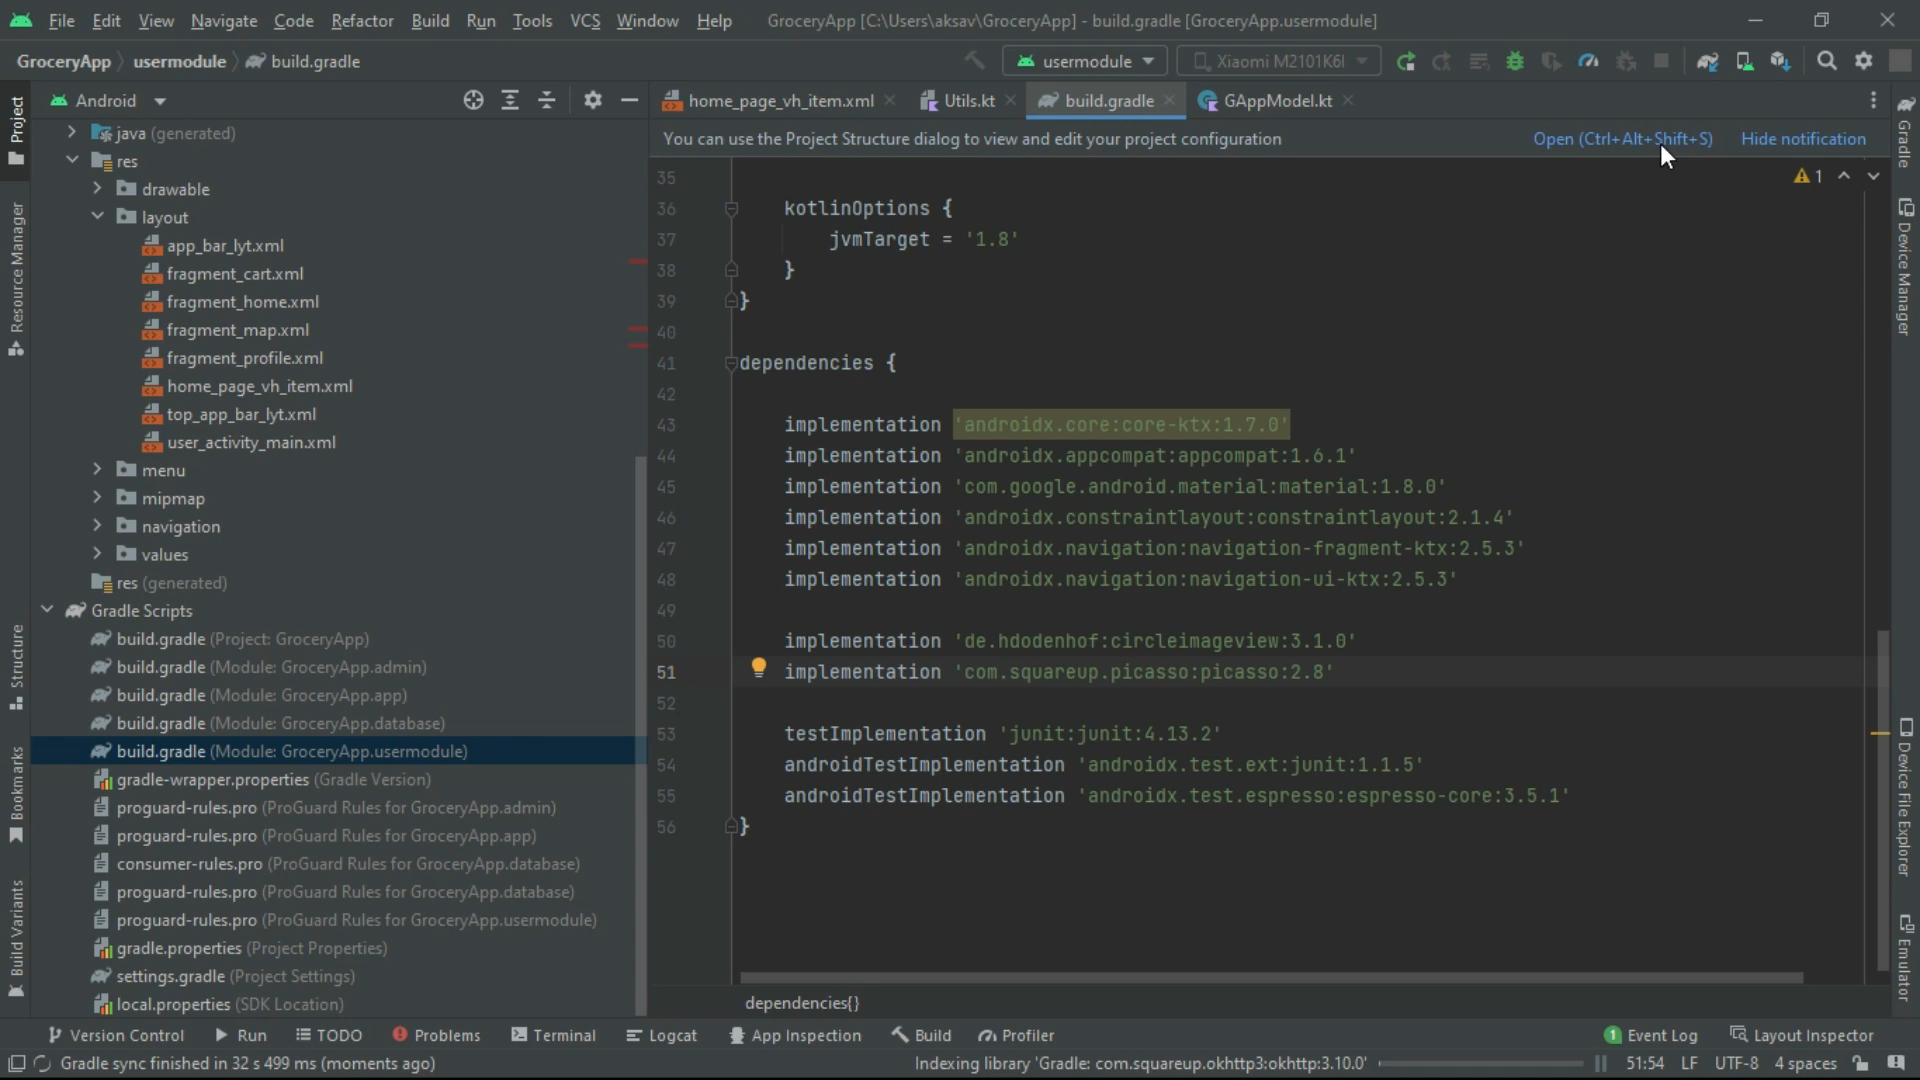 File Edit View Navigate Code Refactor Build Run Tools VCS Window Help GroceryApp [C:\Users\aksav\GroceryApp] - build.gradle [GroceryApp.usermodule]
GroceryApp usermodule build.gradle usermodule Xiaomi M2101K6I
Android home_page_vh_item.xml Utils.kt build.gradle GAppModel.kt
You can use the Project Structure dialog to view and edit your project configuration Open (Ctrl+Alt+Shift+S) Hide notification
1
Project
Resource Manager
Structure
Bookmarks
Build Variants
java (generated)
res
drawable
layout
app_bar_lyt.xml
fragment_cart.xml
fragment_home.xml
fragment_map.xml
fragment_profile.xml
home_page_vh_item.xml
top_app_bar_lyt.xml
user_activity_main.xml
menu
mipmap
navigation
values
res (generated)
Gradle Scripts
build.gradle (Project: GroceryApp)
build.gradle (Module: GroceryApp.admin)
build.gradle (Module: GroceryApp.app)
build.gradle (Module: GroceryApp.database)
build.gradle (Module: GroceryApp.usermodule)
gradle-wrapper.properties (Gradle Version)
proguard-rules.pro (ProGuard Rules for GroceryApp.admin)
proguard-rules.pro (ProGuard Rules for GroceryApp.app)
consumer-rules.pro (ProGuard Rules for GroceryApp.database)
proguard-rules.pro (ProGuard Rules for GroceryApp.database)
proguard-rules.pro (ProGuard Rules for GroceryApp.usermodule)
gradle.properties (Project Properties)
settings.gradle (Project Settings)
local.properties (SDK Location)
35
36 kotlinOptions {
37 jvmTarget = '1.8'
38 }
39 }
40
41 dependencies {
42
43 implementation 'androidx.core:core-ktx:1.7.0'
44 implementation 'androidx.appcompat:appcompat:1.6.1'
45 implementation 'com.google.android.material:material:1.8.0'
46 implementation 'androidx.constraintlayout:constraintlayout:2.1.4'
47 implementation 'androidx.navigation:navigation-fragment-ktx:2.5.3'
48 implementation 'androidx.navigation:navigation-ui-ktx:2.5.3'
49
50 implementation 'de.hdodenhof:circleimageview:3.1.0'
51 implementation 'com.squareup.picasso:picasso:2.8'
52
53 testImplementation 'junit:junit:4.13.2'
54 androidTestImplementation 'androidx.test.ext:junit:1.1.5'
55 androidTestImplementation 'androidx.test.espresso:espresso-core:3.5.1'
56 }
dependencies{}
Gradle
Device Manager
Device File Explorer
Emulator
Version Control Run TODO Problems Terminal Logcat App Inspection Build Profiler 1 Event Log Layout Inspector
Gradle sync finished in 32 s 499 ms (moments ago) Indexing library 'Gradle: com.squareup.okhttp3:okhttp:3.10.0' 51:54 LF UTF-8 4 spaces